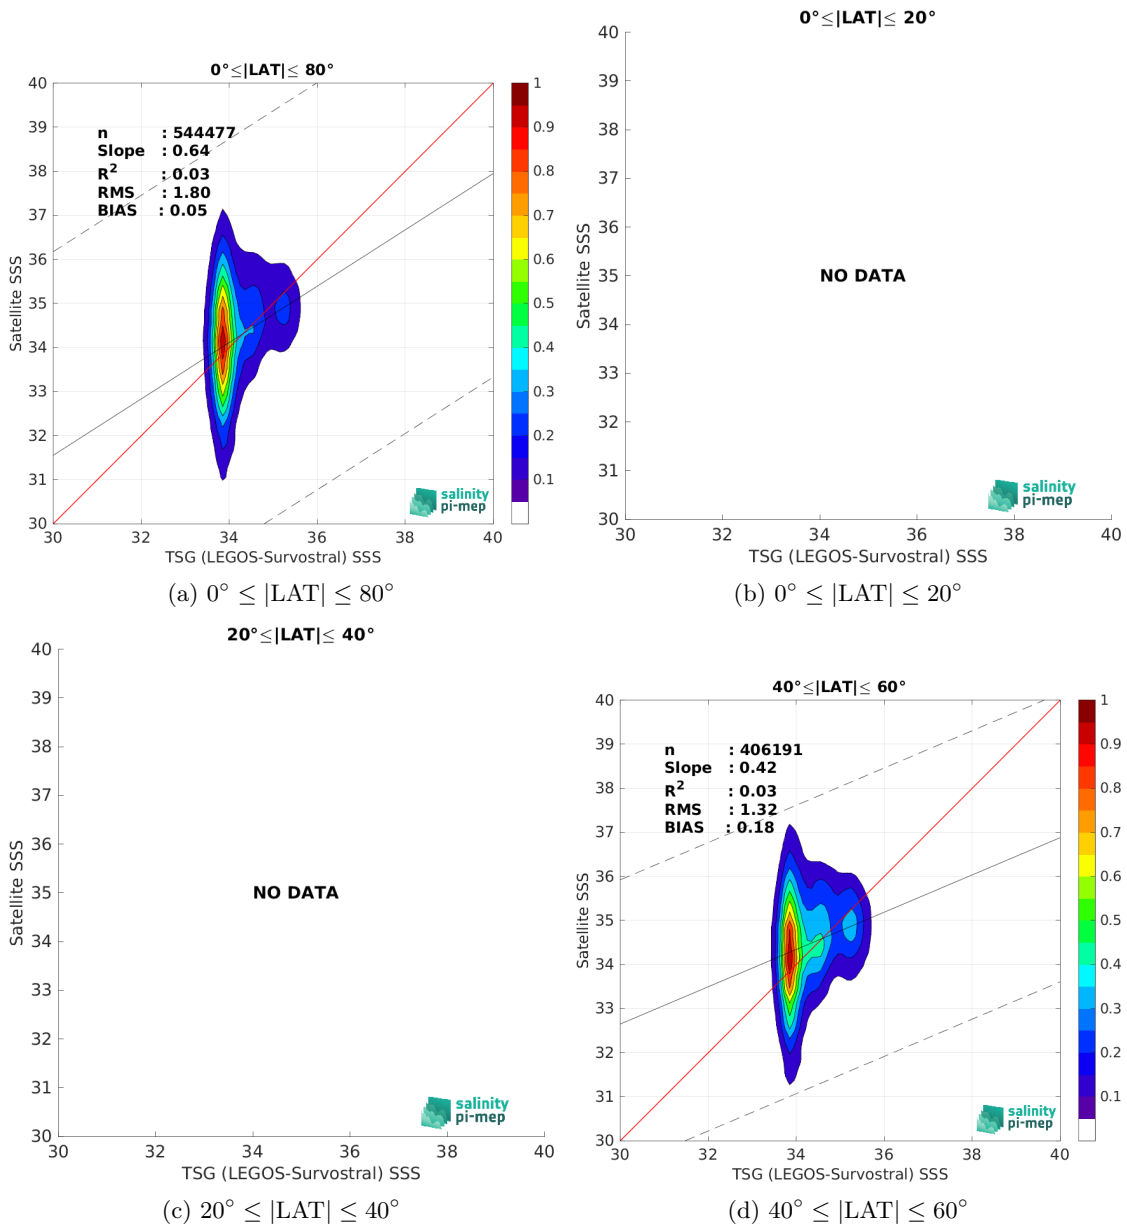 0°≤|LAT|≤ 80°
40
39
38
37
36
35
34
33
32
31
30
Satellite SSS
n : 544477
Slope : 0.64
R² : 0.03
RMS : 1.80
BIAS : 0.05
1
0.9
0.8
0.7
0.6
0.5
0.4
0.3
0.2
0.1
salinity
pi-mep
30 32 34 36 38 40
TSG (LEGOS-Survostral) SSS
(a) 0° ≤ |LAT| ≤ 80°
0°≤|LAT|≤ 20°
40
39
38
37
36
35
34
33
32
31
30
Satellite SSS
NO DATA
salinity
pi-mep
30 32 34 36 38 40
TSG (LEGOS-Survostral) SSS
(b) 0° ≤ |LAT| ≤ 20°
20°≤|LAT|≤ 40°
40
39
38
37
36
35
34
33
32
31
30
Satellite SSS
NO DATA
salinity
pi-mep
30 32 34 36 38 40
TSG (LEGOS-Survostral) SSS
(c) 20° ≤ |LAT| ≤ 40°
40°≤|LAT|≤ 60°
40
39
38
37
36
35
34
33
32
31
30
Satellite SSS
n : 406191
Slope : 0.42
R² : 0.03
RMS : 1.32
BIAS : 0.18
1
0.9
0.8
0.7
0.6
0.5
0.4
0.3
0.2
0.1
salinity
pi-mep
30 32 34 36 38 40
TSG (LEGOS-Survostral) SSS
(d) 40° ≤ |LAT| ≤ 60°